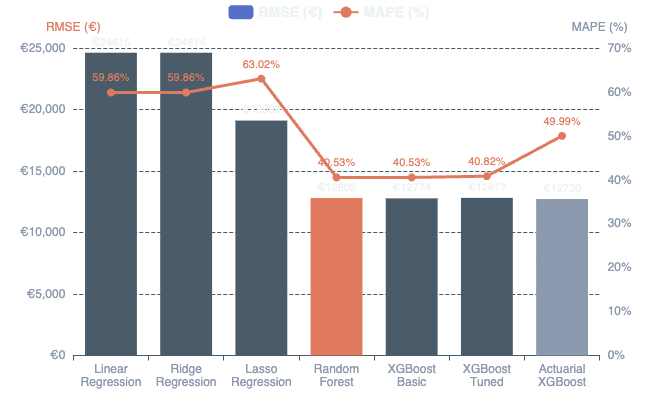 RMSE (€) MAPE (%)
RMSE (€) MAPE (%)
€25,000 €24615 €24614 70%
59.86% 59.86% 63.02%
€20,000 60%
49.99%
50%
€15,000 40.53% 40.53% 40.82%
€12802 €12774 €12817 €12720 40%
€10,000 30%
20%
€5,000
10%
€0 0%
Linear Regression
Ridge Regression
Lasso Regression
Random Forest
XGBoost Basic
XGBoost Tuned
Actuarial XGBoost